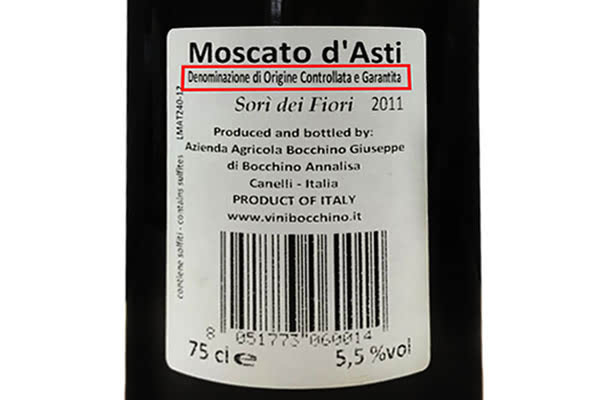 Moscato d'Asti
Denominazione di Origine Controllata e Garantita
Sorì dei Fiori 2011
Produced and bottled by:
Azienda Agricola Bocchino Giuseppe
di Bocchino Annalisa
Canelli - Italia
PRODUCT OF ITALY
www.vinibocchino.it
8 051773 060014
75 cl e 5,5 %vol
contiene solfiti - contains sulfites LMAT240-12